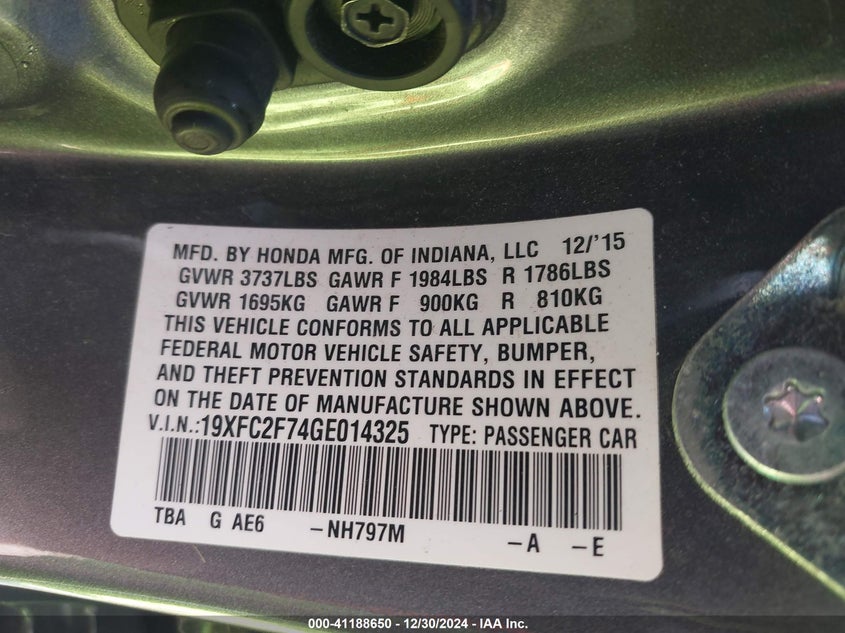 MFD. BY HONDA MFG. OF INDIANA, LLC 12/'15
GVWR 3737LBS GAWR F 1984LBS R 1786LBS
GVWR 1695KG GAWR F 900KG R 810KG
THIS VEHICLE CONFORMS TO ALL APPLICABLE
FEDERAL MOTOR VEHICLE SAFETY, BUMPER,
AND THEFT PREVENTION STANDARDS IN EFFECT
ON THE DATE OF MANUFACTURE SHOWN ABOVE.
V.I.N.:19XFC2F74GE014325 TYPE: PASSENGER CAR
TBA G AE6 –NH797M –A –E
000-41188650 - 12/30/2024 - IAA Inc.